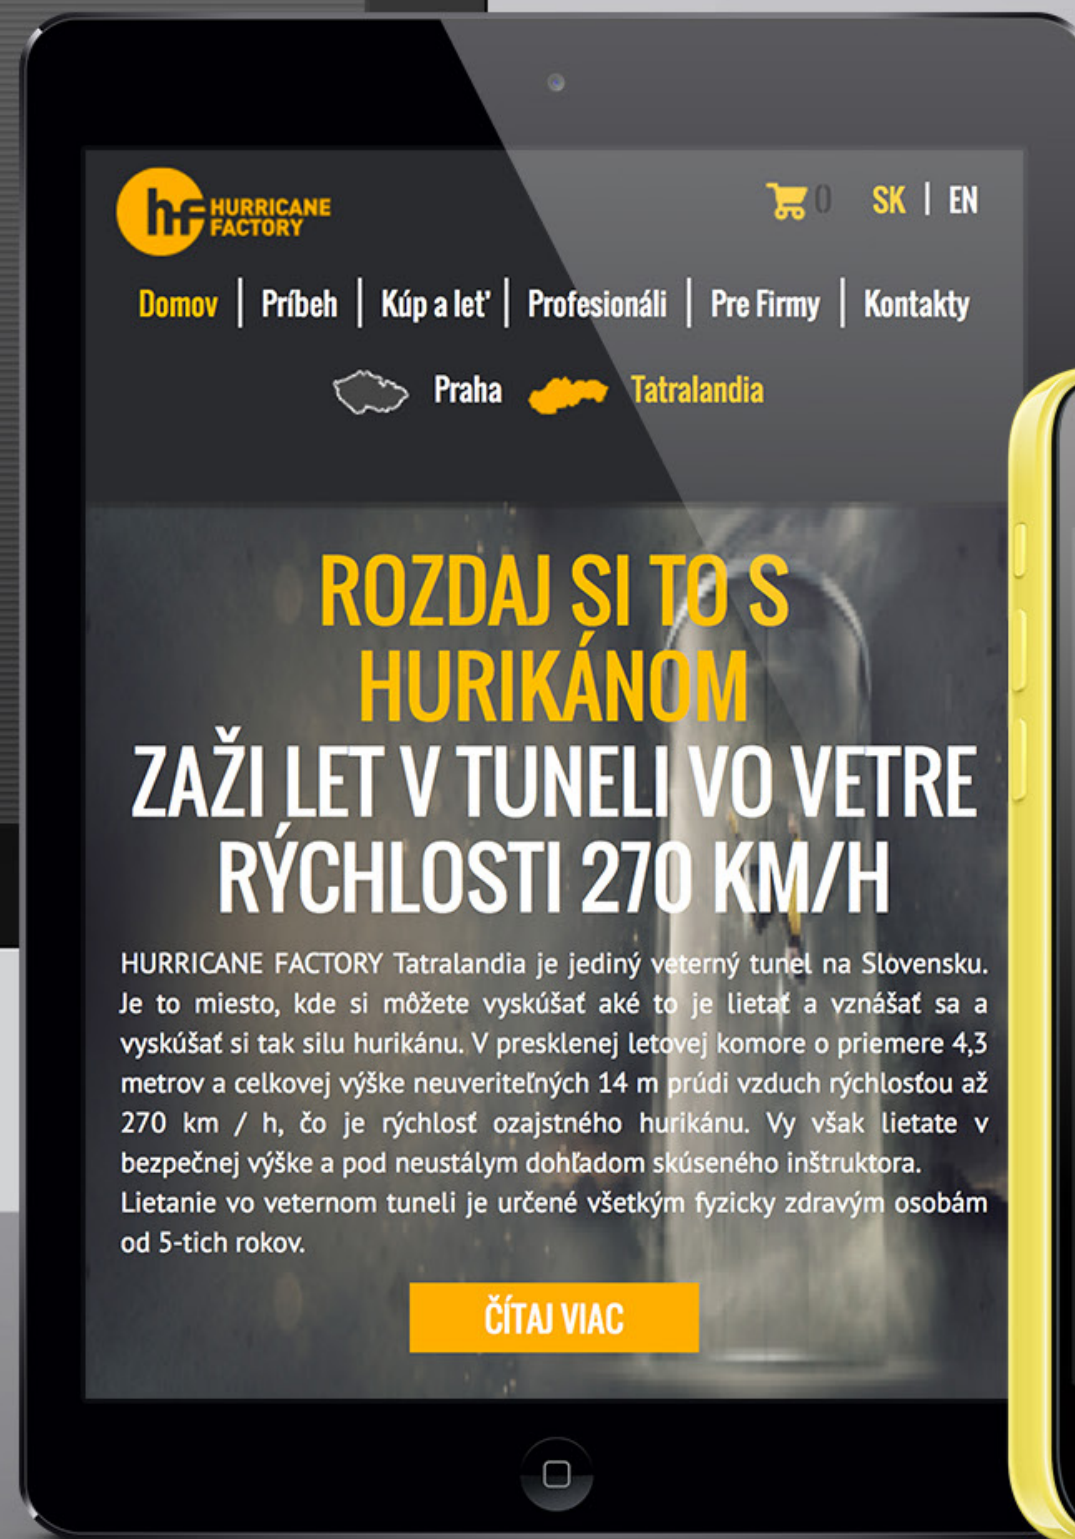 hf HURRICANE
FACTORY
0 SK | EN
Domov | Príbeh | Kúp a leť | Profesionáli | Pre Firmy | Kontakty
Praha Tatralandia
ROZDAJ SI TO S
HURIKÁNOM
ZAŽI LET V TUNELI VO VETRE
RÝCHLOSTI 270 KM/H
HURRICANE FACTORY Tatralandia je jediný veterný tunel na Slovensku.
Je to miesto, kde si môžete vyskúšať aké to je lietať a vznášať sa a
vyskúšať si tak silu hurikánu. V presklenej letovej komore o priemere 4,3
metrov a celkovej výške neuveriteľných 14 m prúdi vzduch rýchlosťou až
270 km / h, čo je rýchlosť ozajstného hurikánu. Vy však lietate v
bezpečnej výške a pod neustálym dohľadom skúseného inštruktora.
Lietanie vo veternom tuneli je určené všetkým fyzicky zdravým osobám
od 5-tich rokov.
ČÍTAJ VIAC